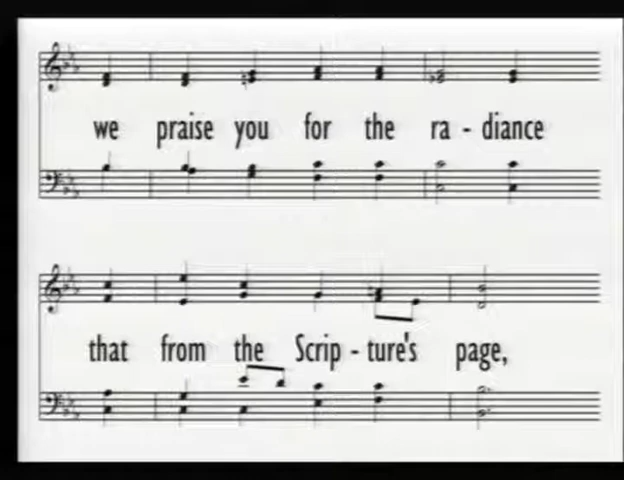 we praise you for the ra - diance
that from the Scrip - ture's page,